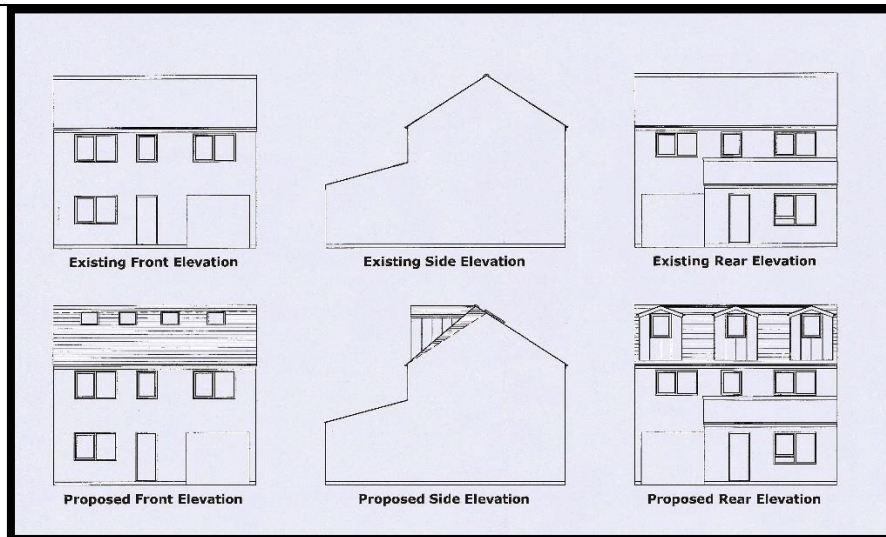 Existing Front Elevation
Existing Side Elevation
Existing Rear Elevation
Proposed Front Elevation
Proposed Side Elevation
Proposed Rear Elevation